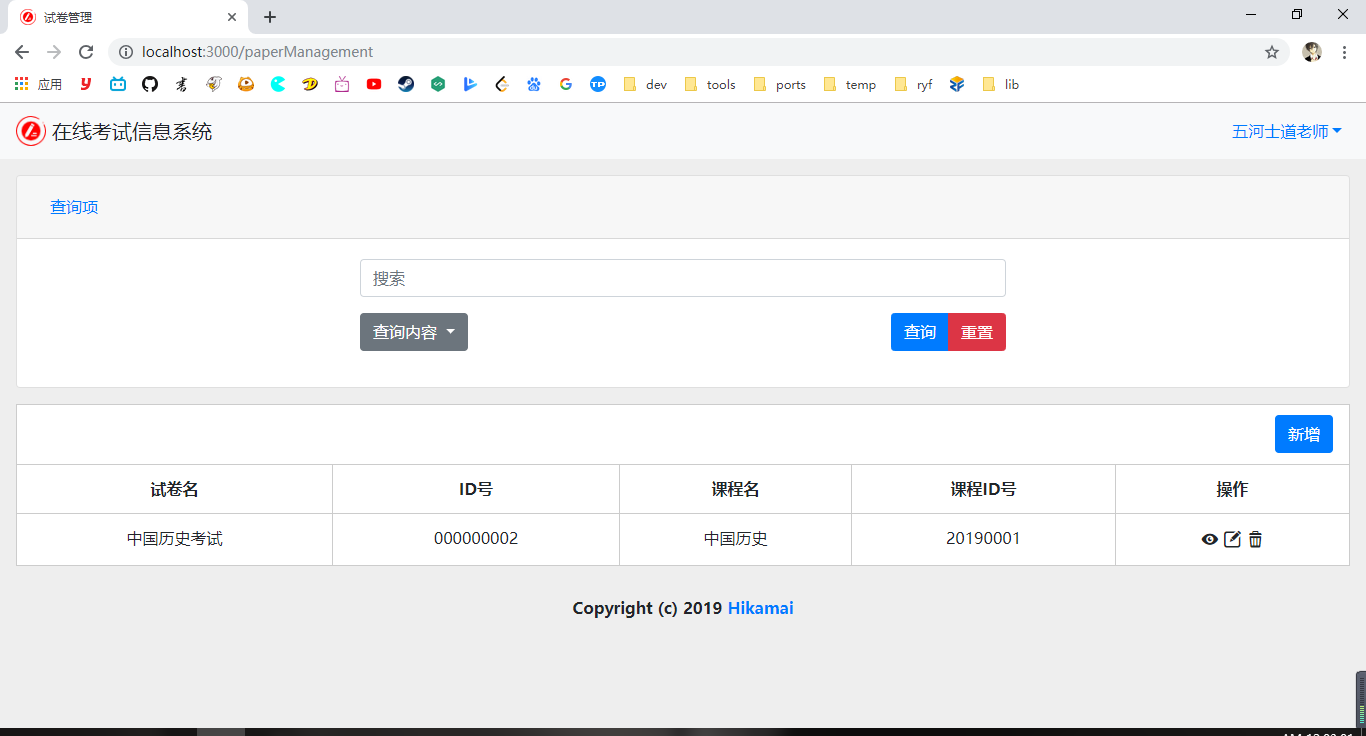 试卷管理
localhost:3000/paperManagement
应用 dev tools ports temp ryf lib
在线考试信息系统 五河士道老师
查询项
搜索
查询内容 查询 重置
新增
试卷名 ID号 课程名 课程ID号 操作
中国历史考试 000000002 中国历史 20190001
Copyright (c) 2019 Hikamai